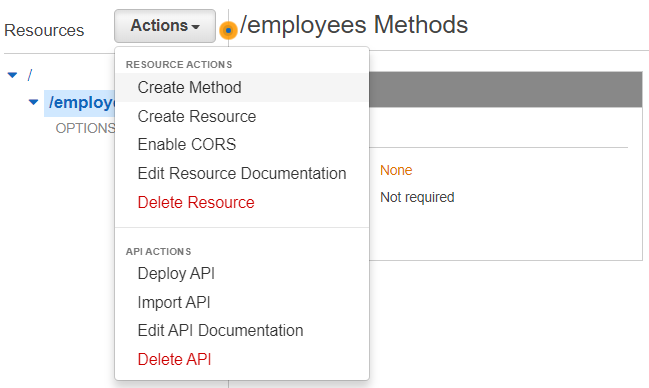 Resources
Actions
/employees Methods
/
/employe
OPTIONS
RESOURCE ACTIONS
Create Method
Create Resource
Enable CORS
Edit Resource Documentation
Delete Resource
API ACTIONS
Deploy API
Import API
Edit API Documentation
Delete API
None
Not required